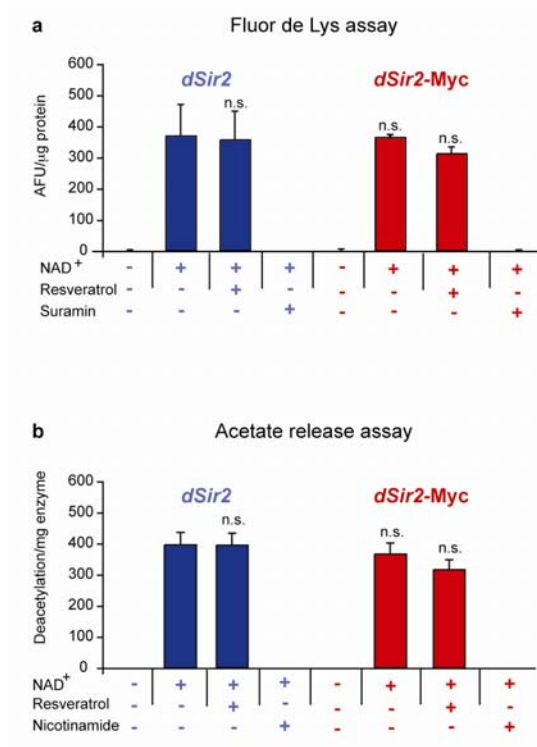 a Fluor de Lys assay
600
500
400
300
200
100
0
AFU/µg protein
dSir2
dSir2-Myc
n.s.
n.s.
n.s.
NAD+ - + + + - + + +
Resveratrol - - + - - - + -
Suramin - - - + - - - +
b Acetate release assay
600
500
400
300
200
100
0
Deacetylation/mg enzyme
dSir2
dSir2-Myc
n.s.
n.s.
n.s.
NAD+ - + + + - + + +
Resveratrol - - + - - - + -
Nicotinamide - - - + - - - +